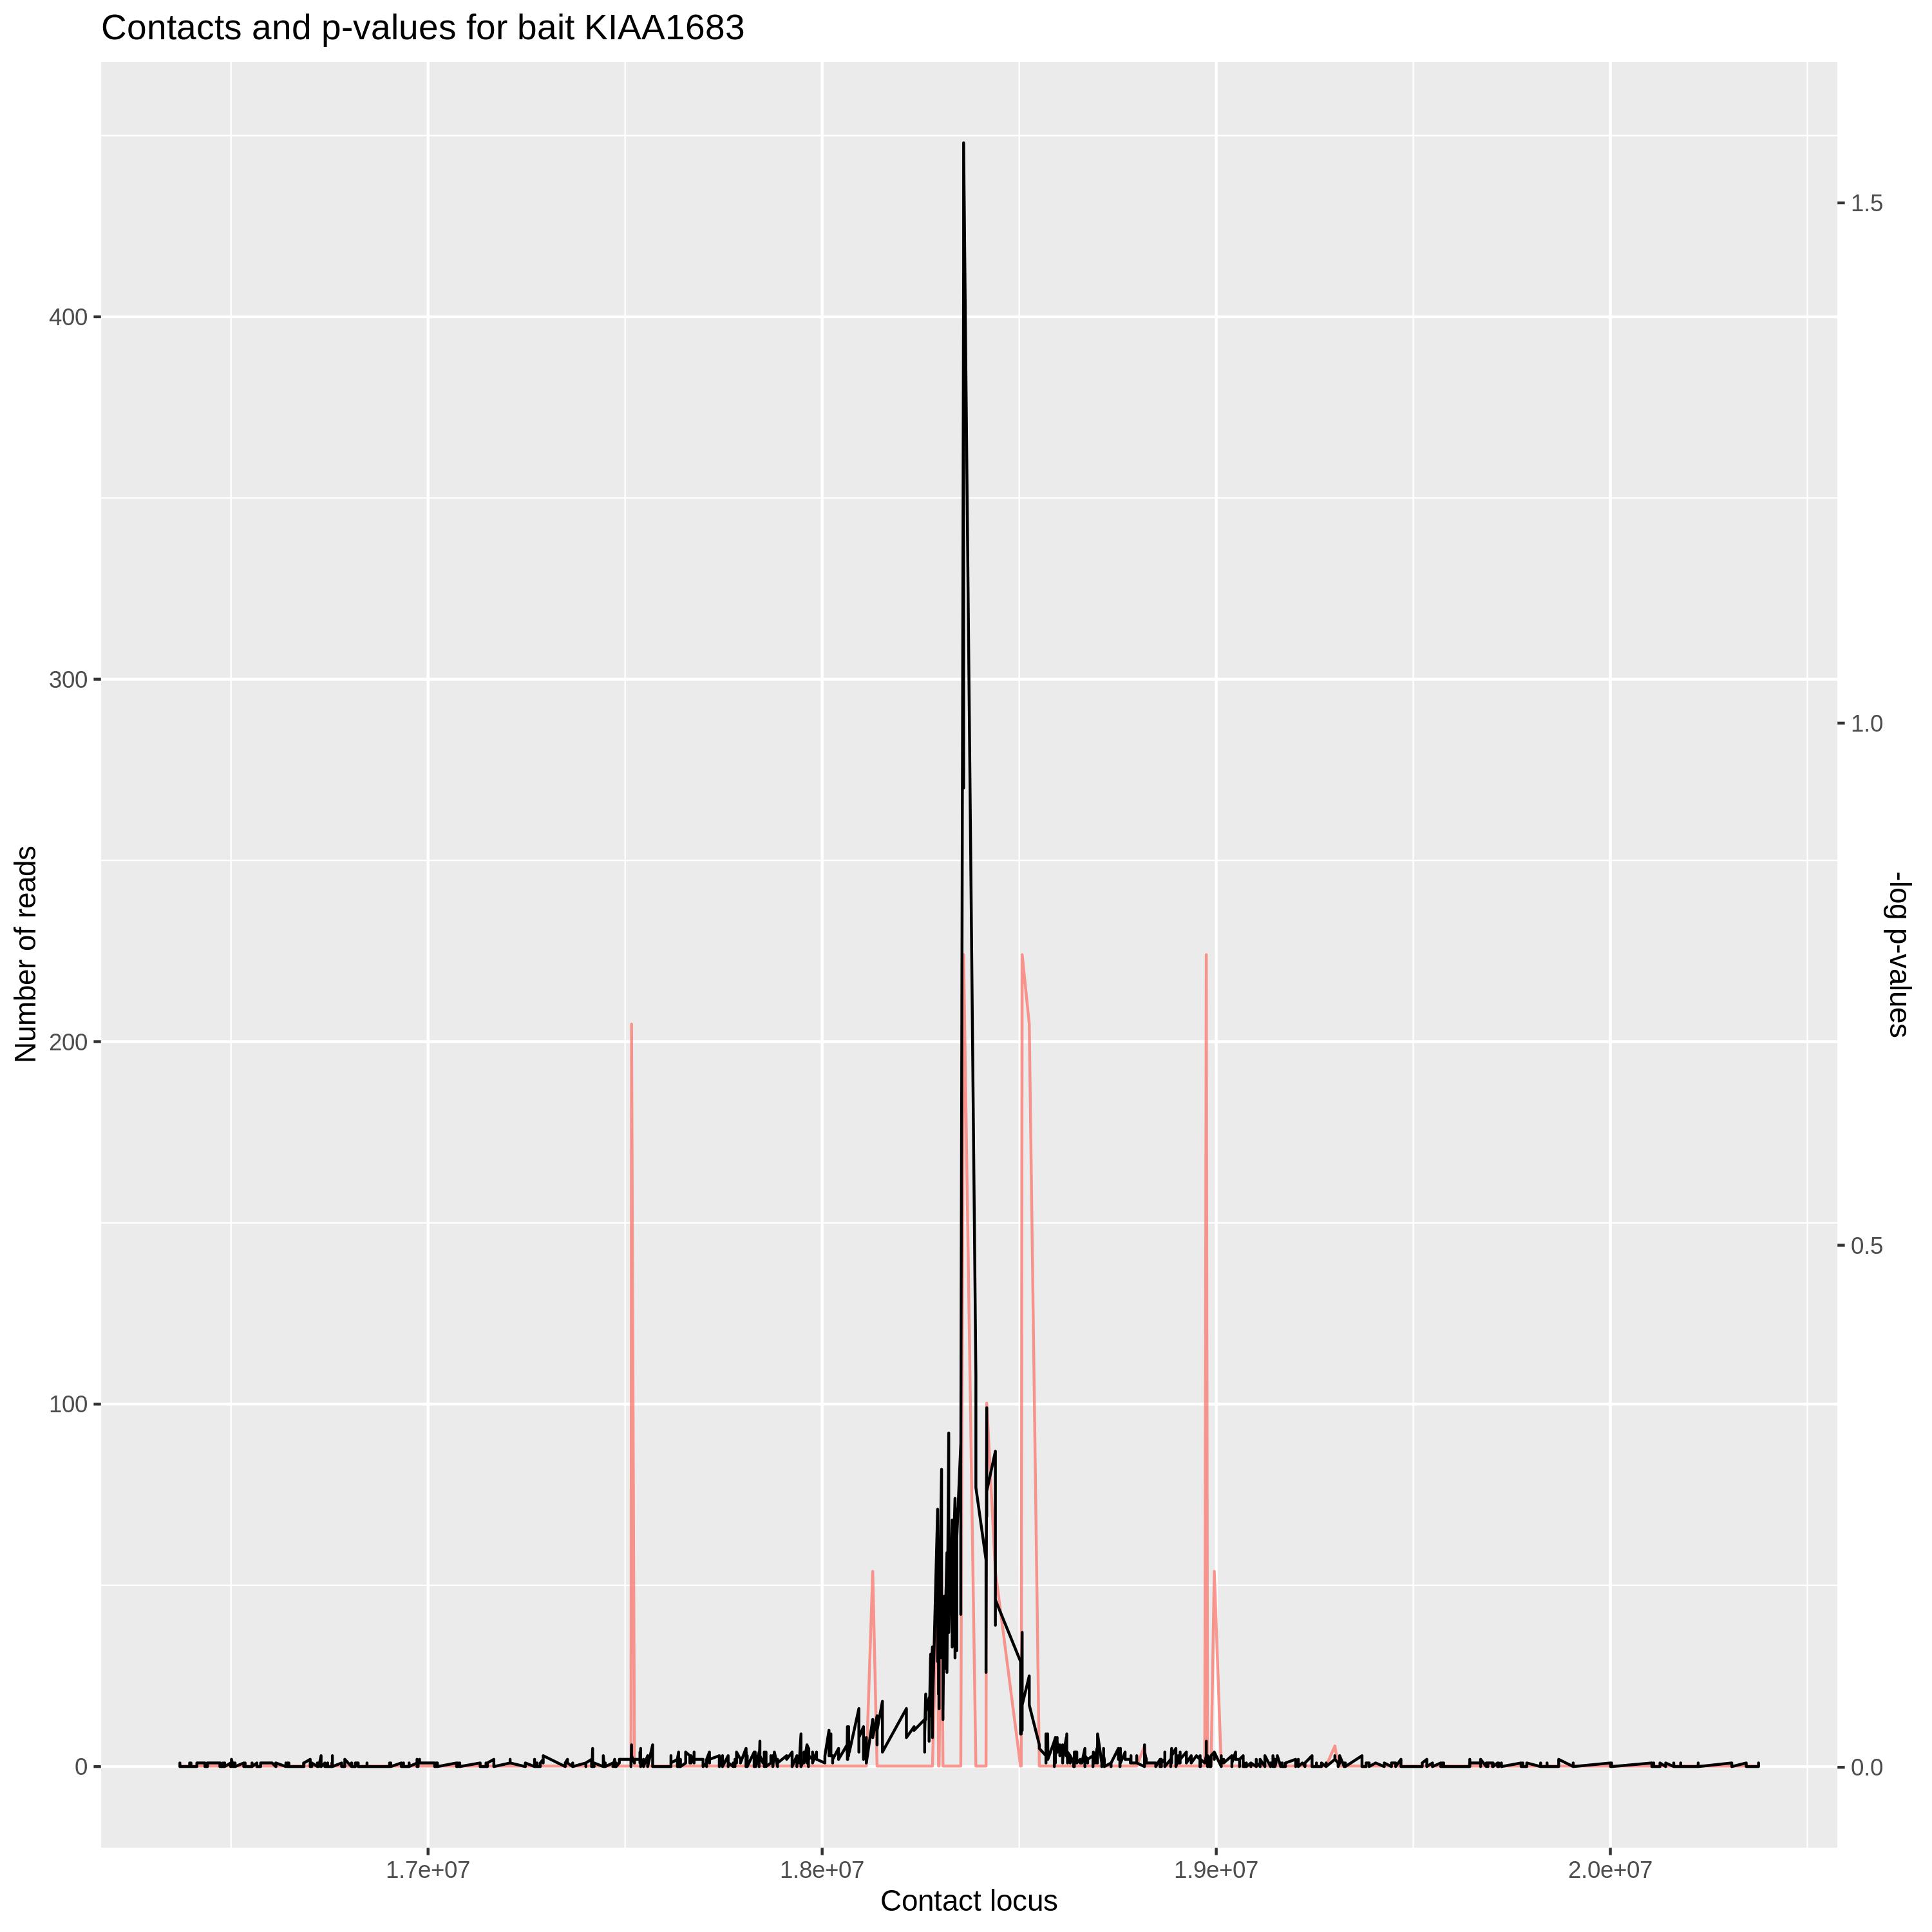 Contacts and p-values for bait KIAA1683
400
300
200
100
0
Number of reads
1.5
1.0
0.5
0.0
-log p-values
1.7e+07 1.8e+07 1.9e+07 2.0e+07
Contact locus